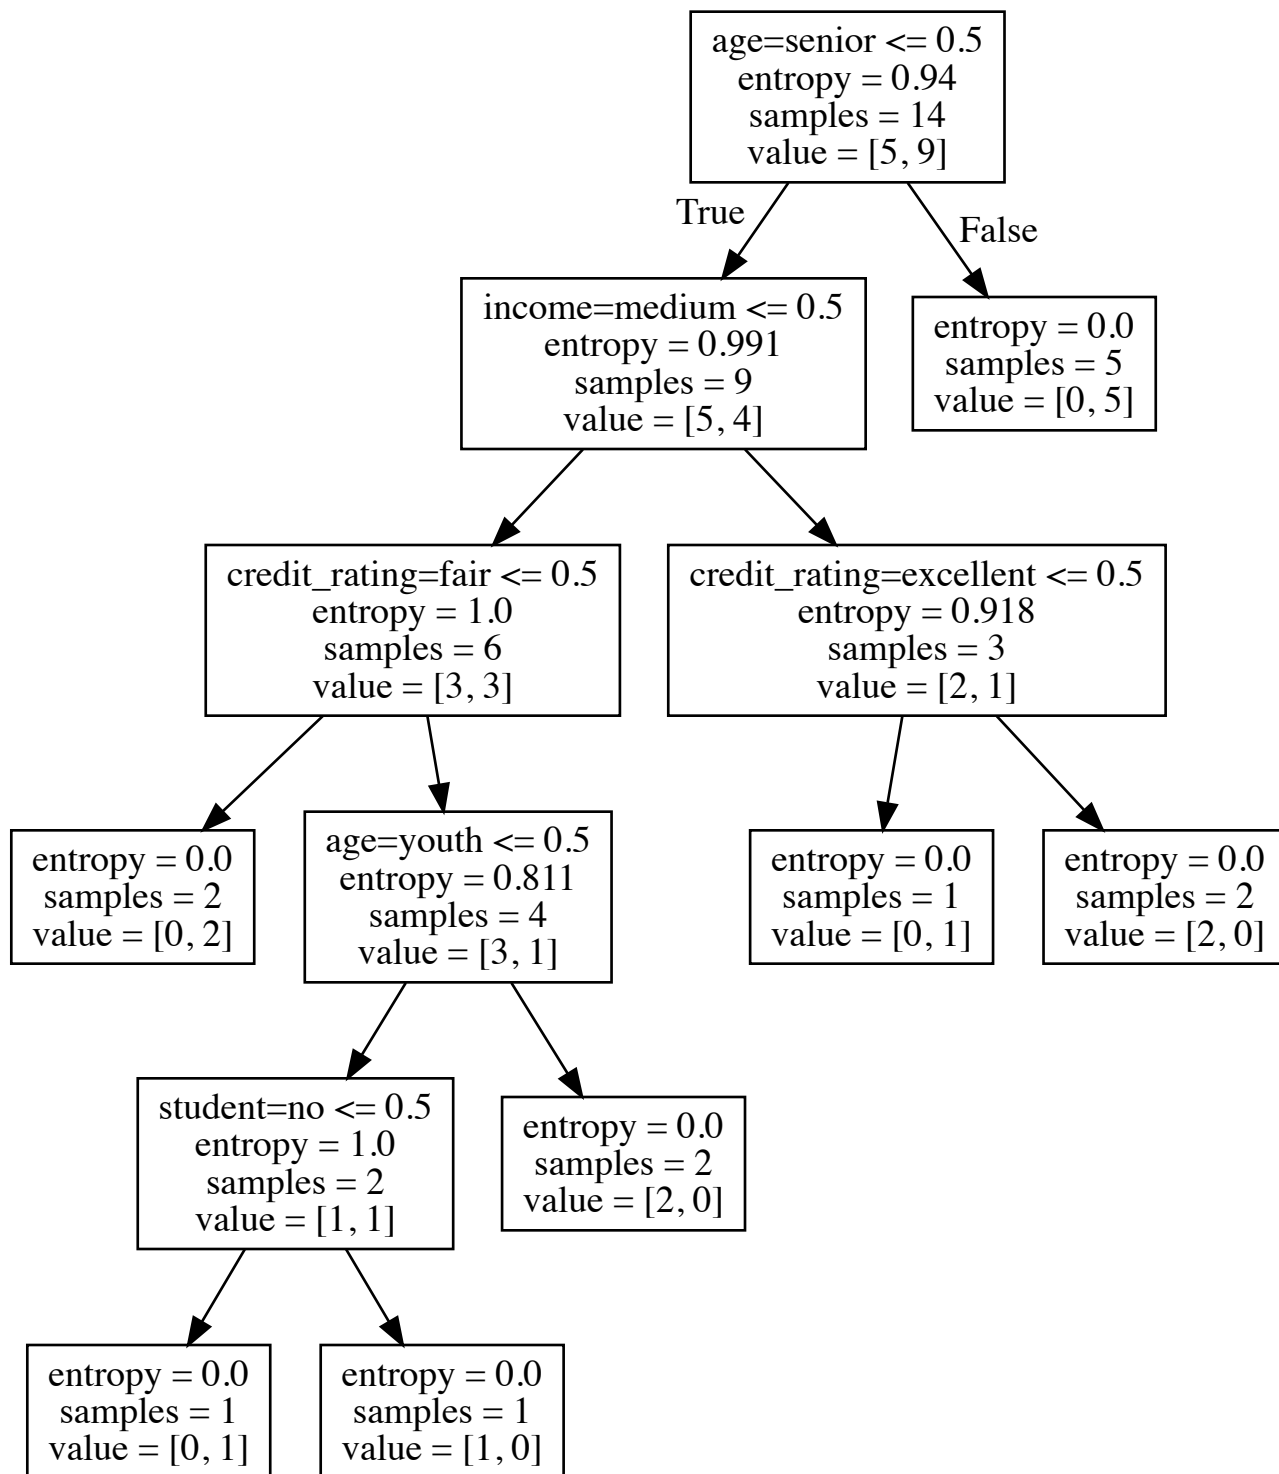 age=senior <= 0.5
entropy = 0.94
samples = 14
value = [5, 9]
True
False
income=medium <= 0.5
entropy = 0.991
samples = 9
value = [5, 4]
entropy = 0.0
samples = 5
value = [0, 5]
credit_rating=fair <= 0.5
entropy = 1.0
samples = 6
value = [3, 3]
credit_rating=excellent <= 0.5
entropy = 0.918
samples = 3
value = [2, 1]
entropy = 0.0
samples = 2
value = [0, 2]
age=youth <= 0.5
entropy = 0.811
samples = 4
value = [3, 1]
entropy = 0.0
samples = 1
value = [0, 1]
entropy = 0.0
samples = 2
value = [2, 0]
student=no <= 0.5
entropy = 1.0
samples = 2
value = [1, 1]
entropy = 0.0
samples = 2
value = [2, 0]
entropy = 0.0
samples = 1
value = [0, 1]
entropy = 0.0
samples = 1
value = [1, 0]